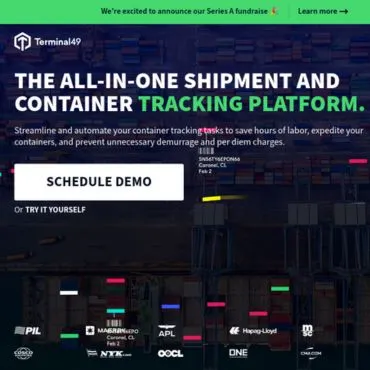 We're excited to announce our Series A fundraise 🎉 Learn more ⟶
Terminal49
THE ALL-IN-ONE SHIPMENT AND
CONTAINER TRACKING PLATFORM.
Streamline and automate your container tracking tasks to save hours of labor, expedite your
containers, and prevent unnecessary demurrage and per diem charges.
Coronel, CL
Feb 2
SCHEDULE DEMO
Or TRY IT YOURSELF
PIL
MAERSK
APL
Hapag-Lloyd
msc
Coronel, CL
Feb 2
COSCO
NYK.com
OOCL
ONE
CMA.COM